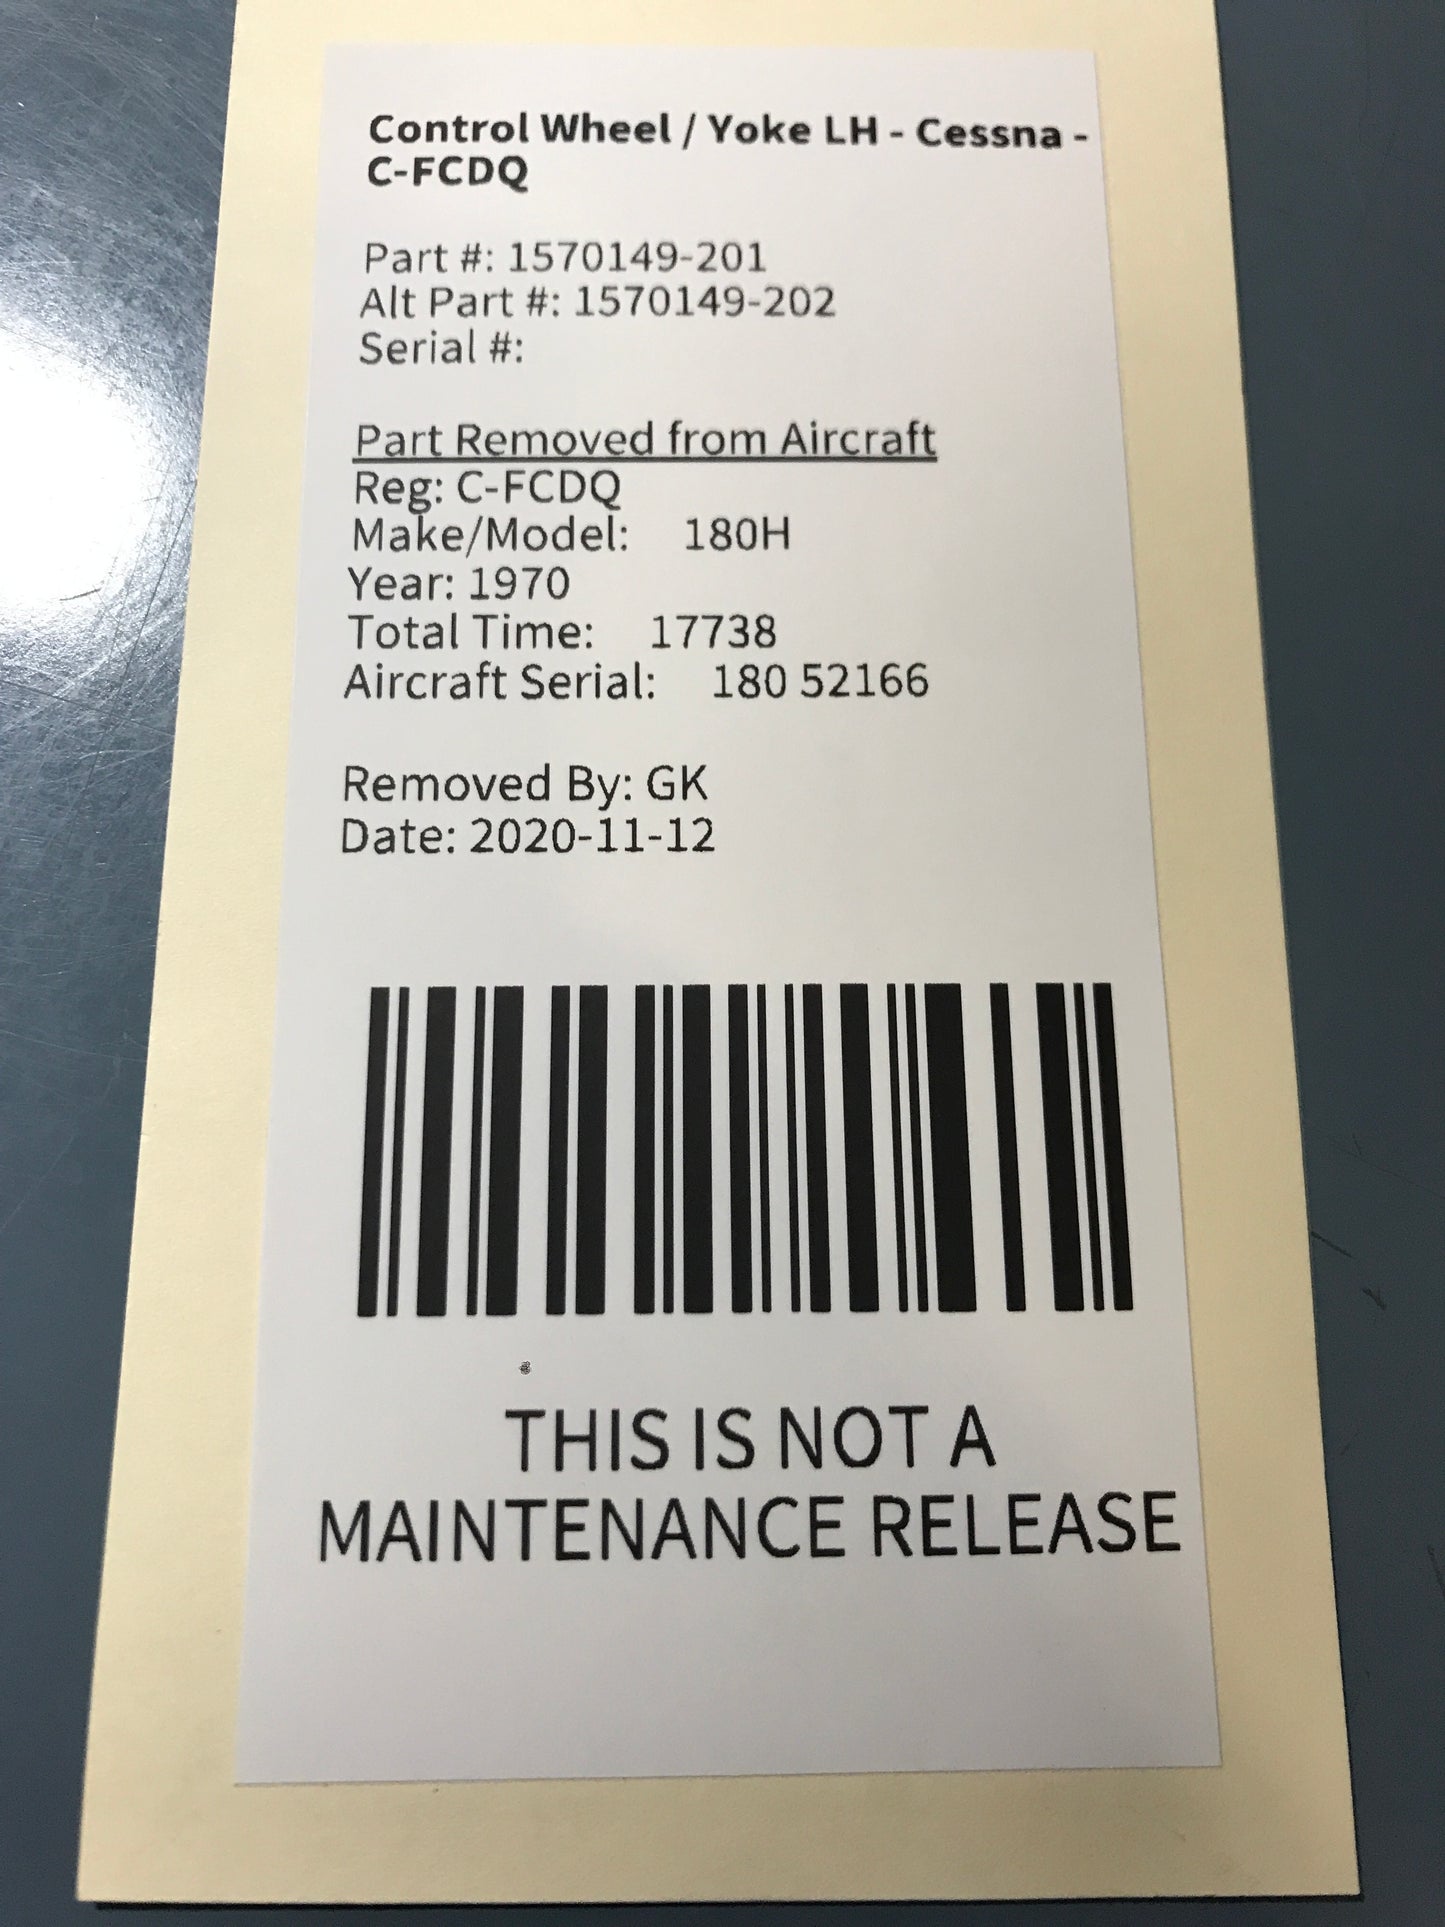 Control Wheel / Yoke LH - Cessna -
C-FCDQ
Part #: 1570149-201
Alt Part #: 1570149-202
Serial #:
Part Removed from Aircraft
Reg: C-FCDQ
Make/Model: 180H
Year: 1970
Total Time: 17738
Aircraft Serial: 180 52166
Removed By: GK
Date: 2020-11-12
THIS IS NOT A
MAINTENANCE RELEASE